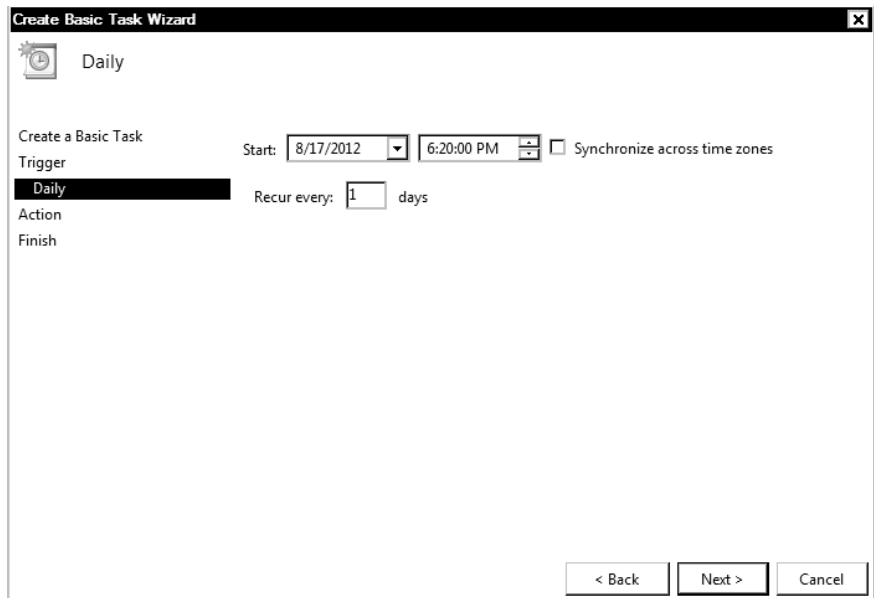 Create Basic Task Wizard
Daily
Create a Basic Task
Trigger
Daily
Action
Finish
Start: 8/17/2012 6:20:00 PM Synchronize across time zones
Recur every: 1 days
< Back Next > Cancel